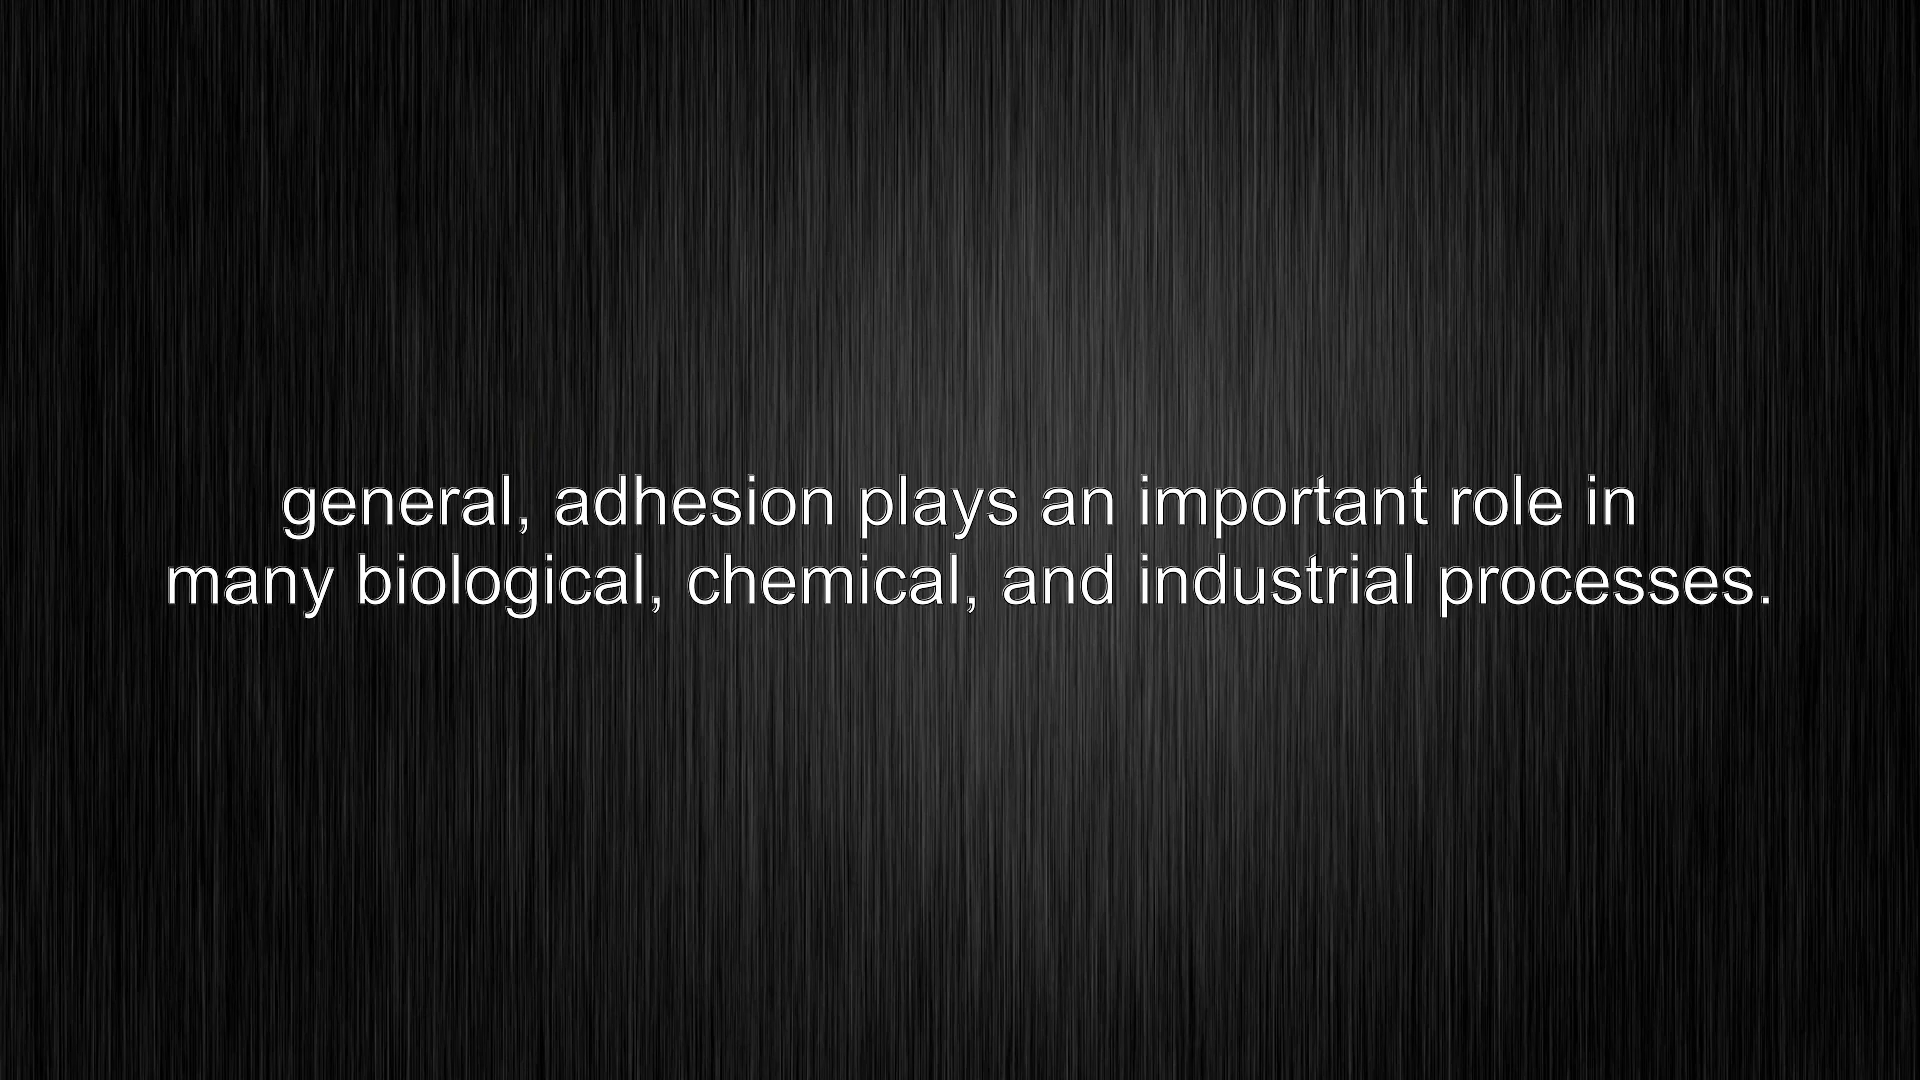 general, adhesion plays an important role in
many biological, chemical, and industrial processes.